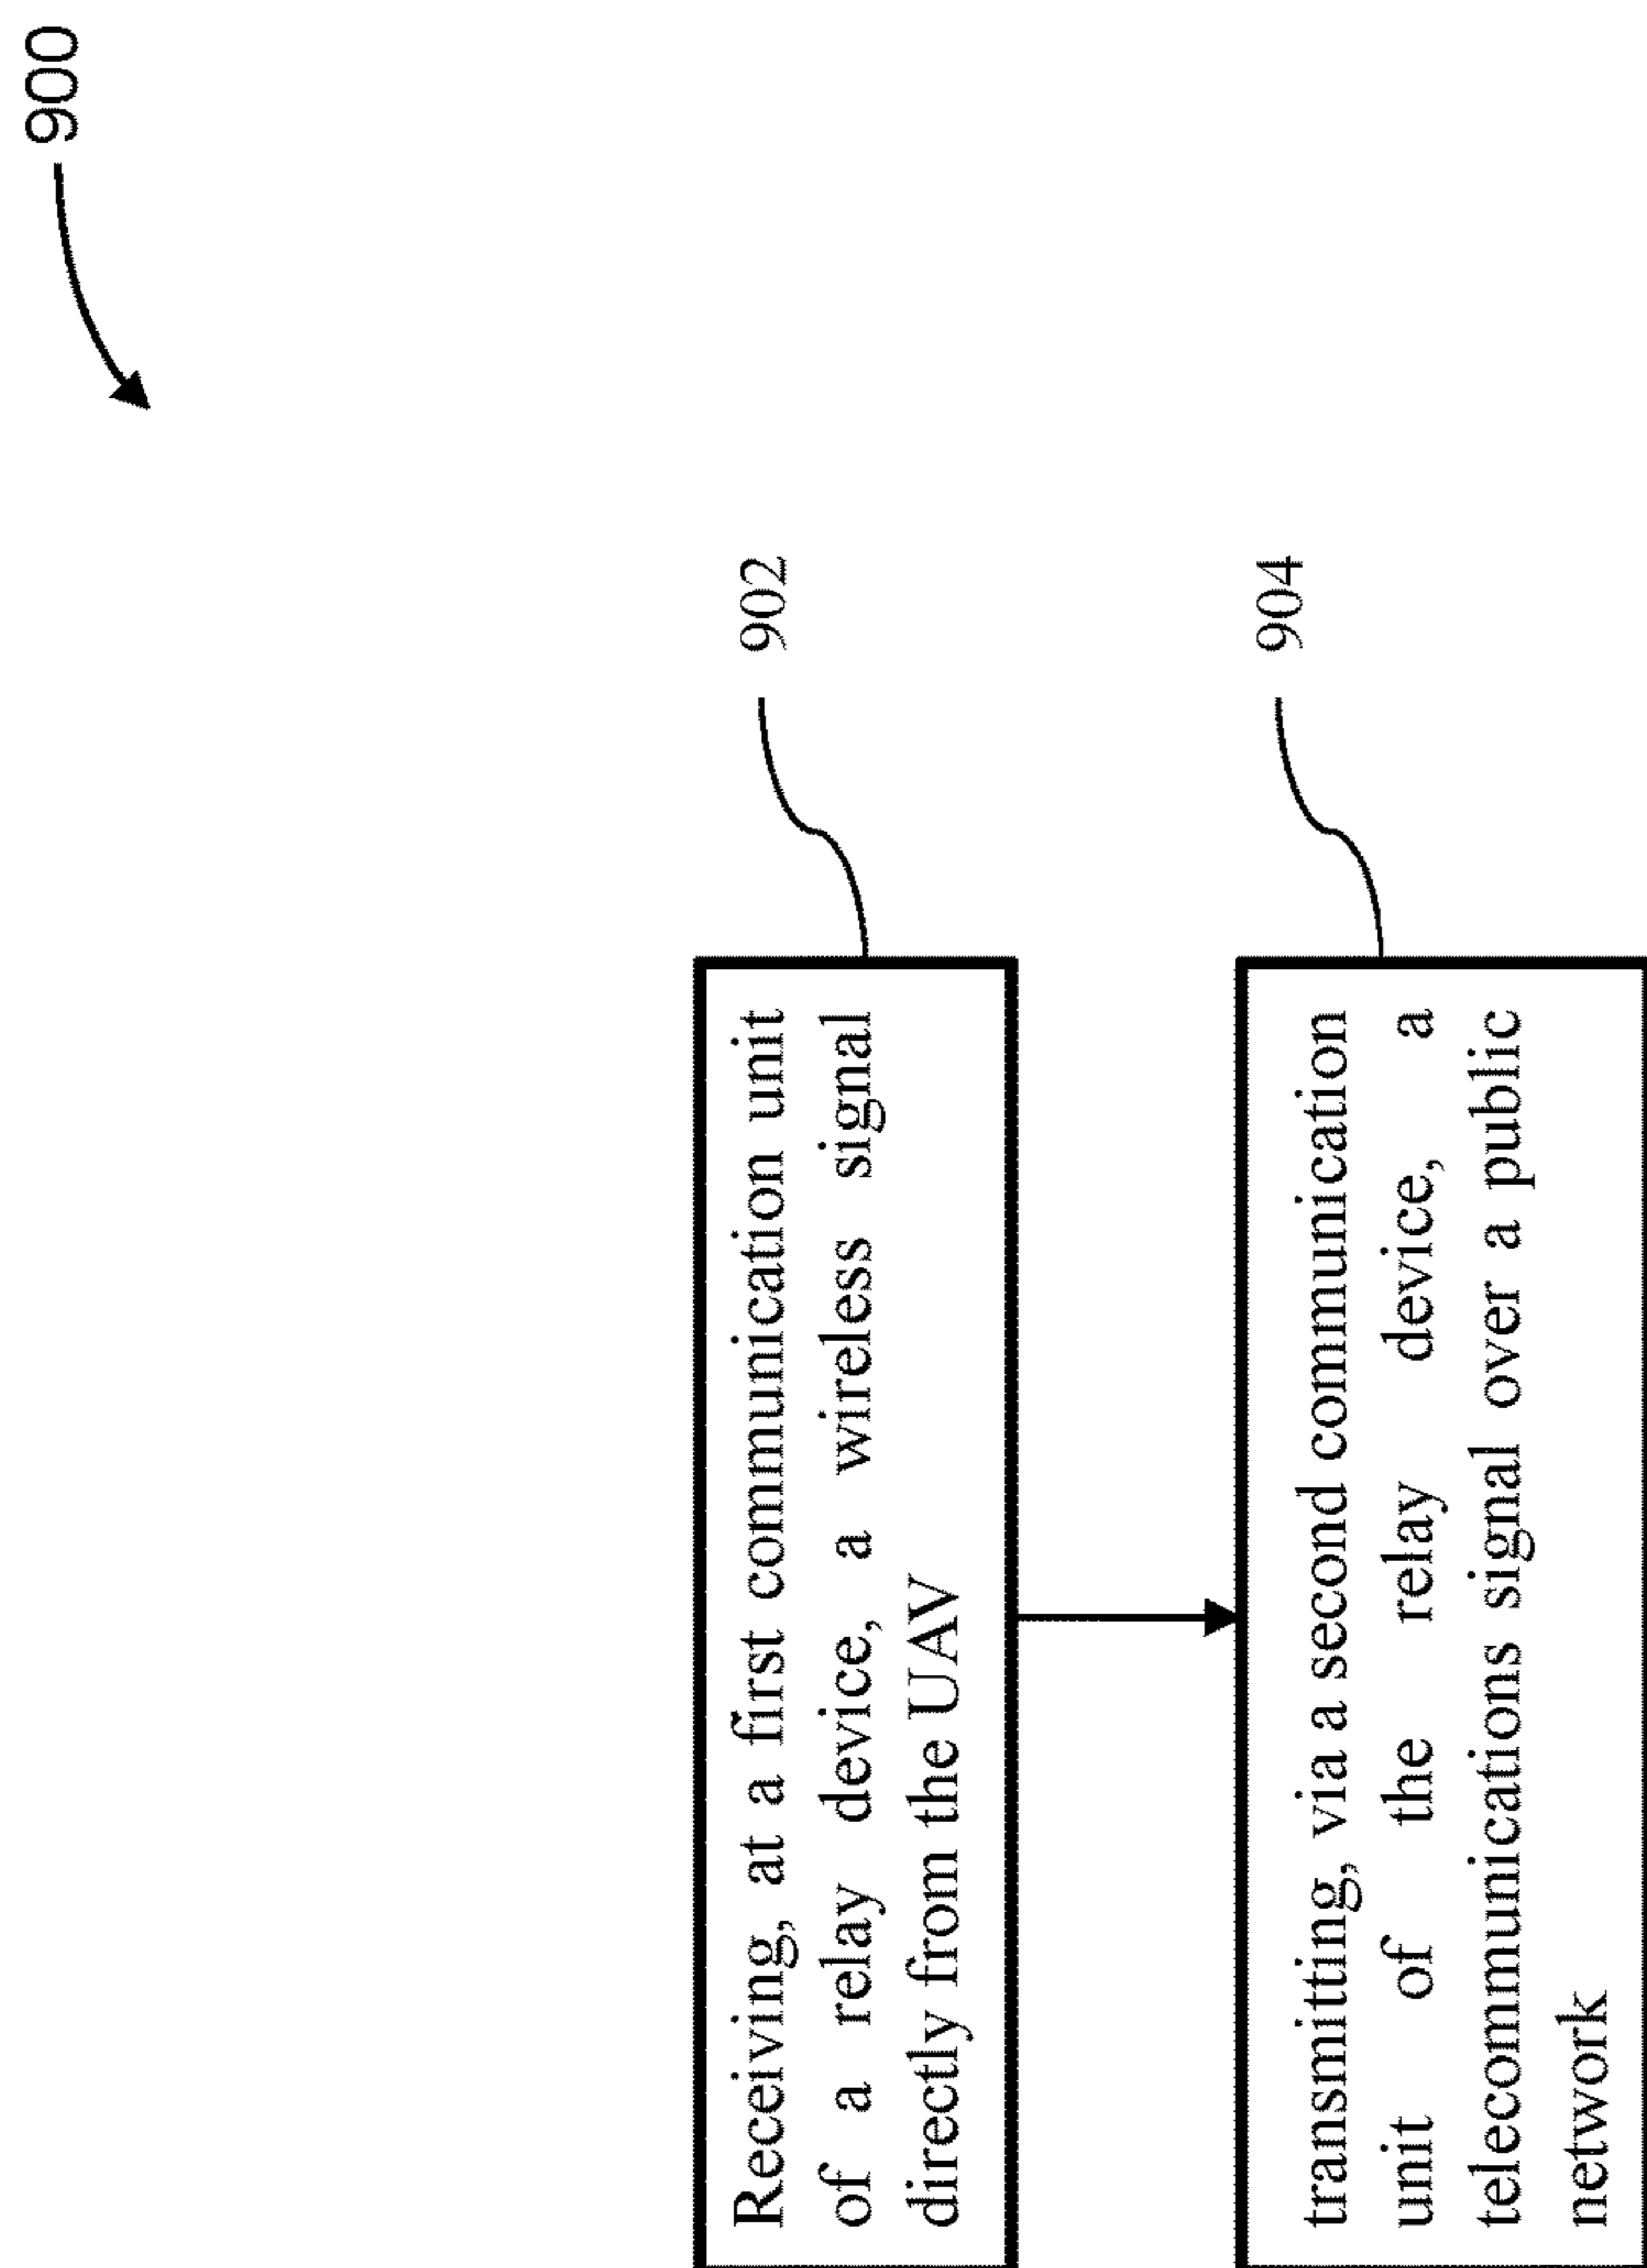 900
902
Receiving, at a first communication unit
of a relay device, a wireless signal
directly from the UAV
904
transmitting, via a second communication
unit of the relay device, a
telecommunications signal over a public
network